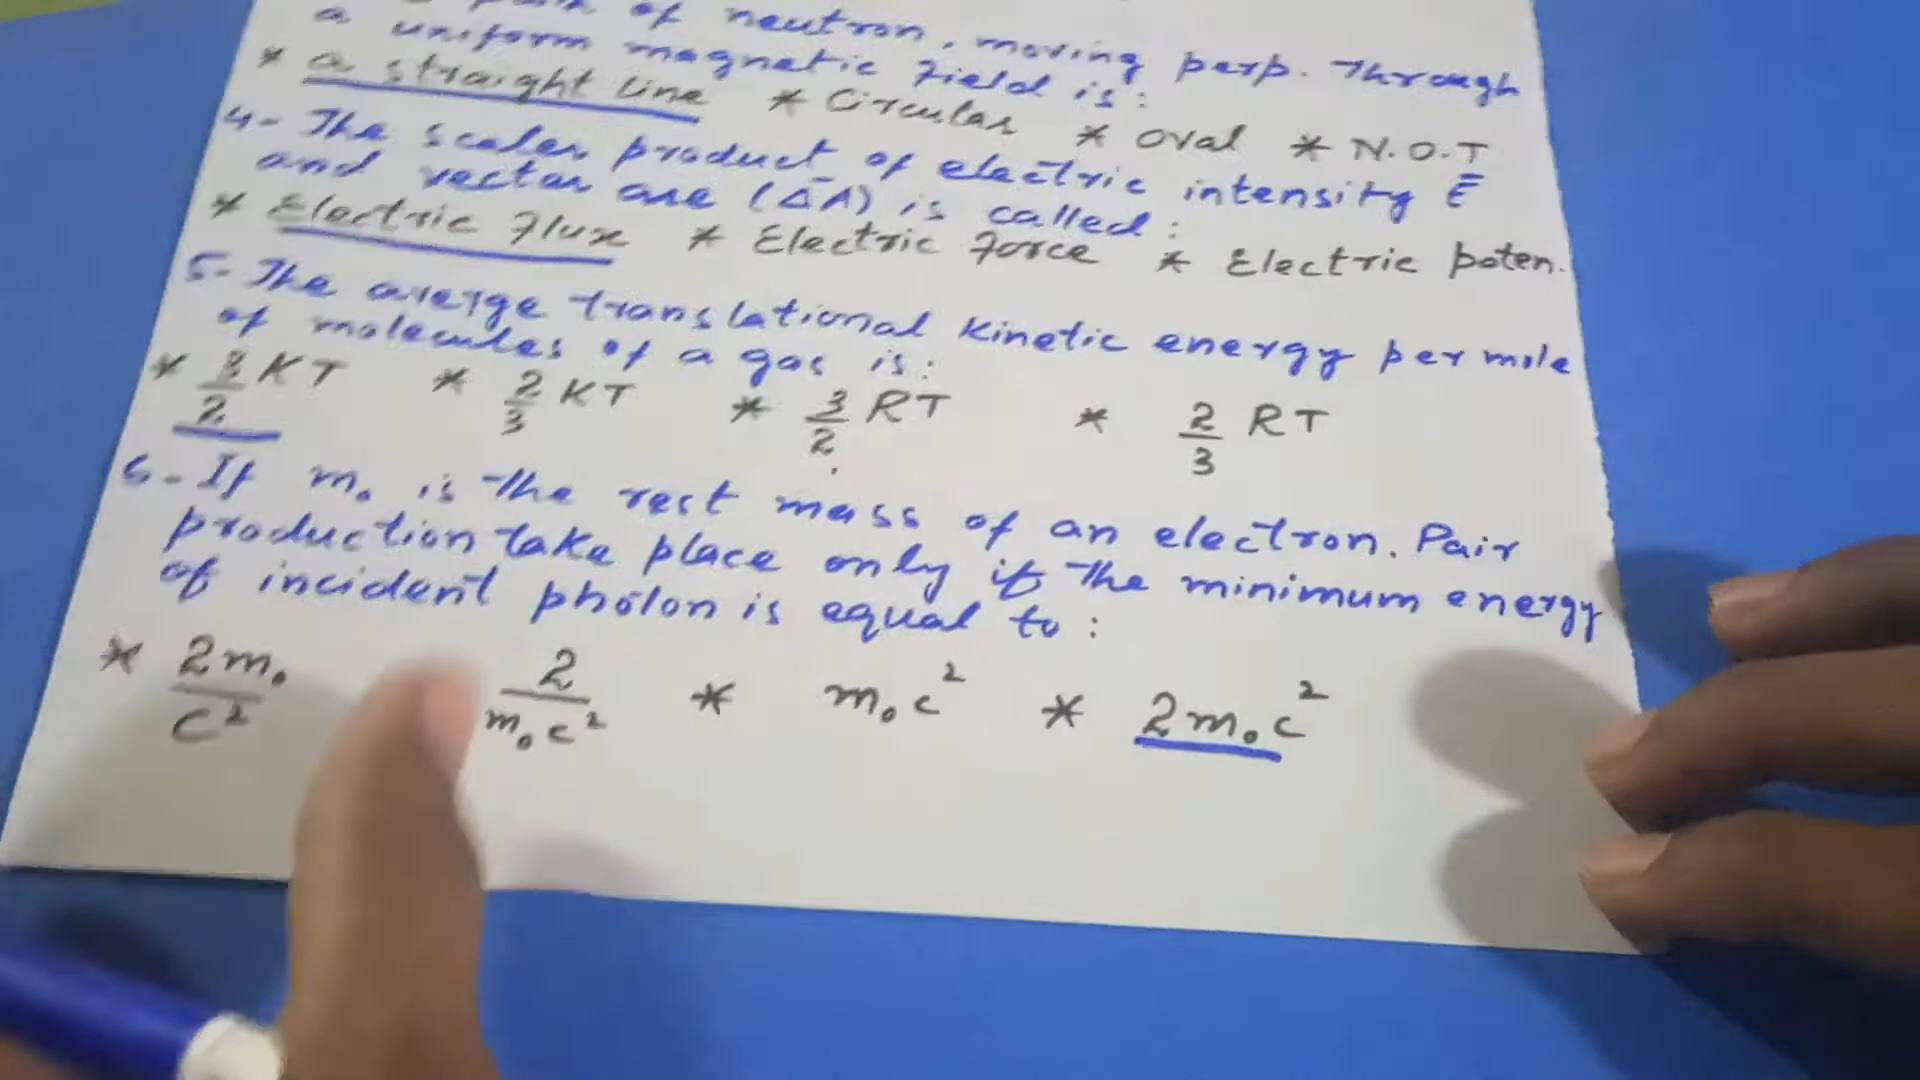 of neutron, moving perp. Through
a uniform magnetic field is:
* a straight line * Circular * Oval * N.O.T
4- The scaler product of electric intensity Ē
and vector are (ΔĀ) is called:
* Electric Flux * Electric Force * Electric poten.
5- The averge translational kinetic energy per mole
of molecules of a gas is:
* 3/2 KT * 2/3 KT * 3/2 RT * 2/3 RT
6- If m₀ is the rest mass of an electron. Pair
production take place only if the minimum energy
of incident photon is equal to:
* 2m₀/c² 2/m₀c² * m₀c² * 2m₀c²